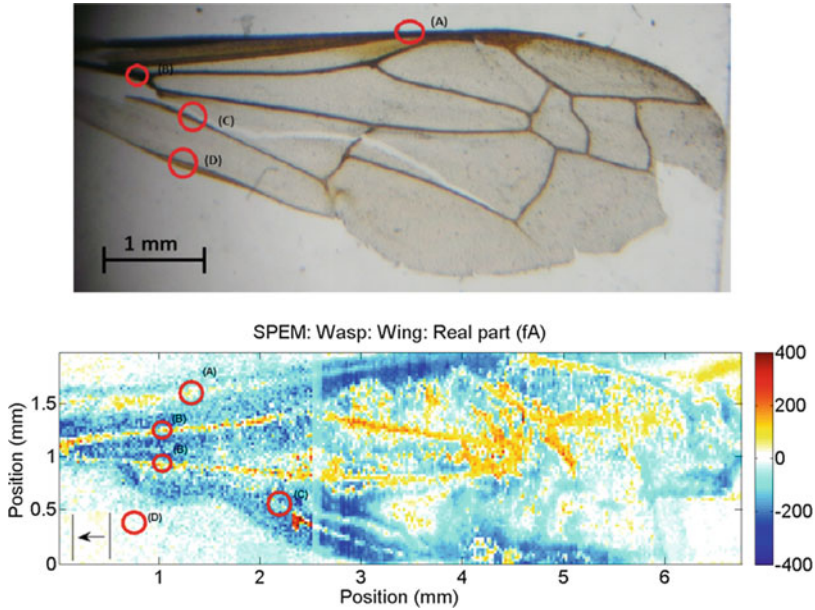 (A)
(B)
(C)
(D)
1 mm
SPEM: Wasp: Wing: Real part (fA)
400
200
0
-200
-400
1.5
1
0.5
0
Position (mm)
(A)
(B)
(B)
(C)
(D)
1 2 3 4 5 6
Position (mm)